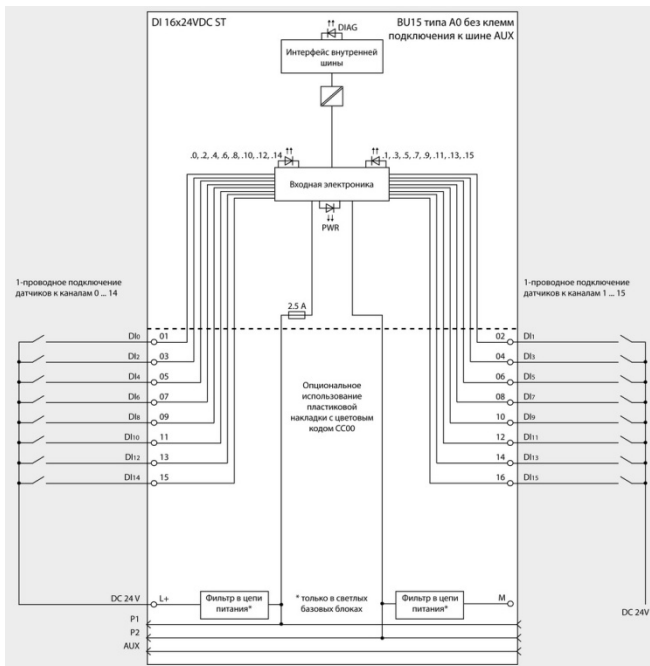 DI 16x24VDC ST
BU15 типа A0 без клемм
подключения к шине AUX
DIAG
Интерфейс внутренней
шины
.0, .2, .4, .6, .8, .10, .12, .14
.1, .3, .5, .7, .9, .11, .13, .15
Входная электроника
PWR
1-проводное подключение
датчиков к каналам 0 ... 14
1-проводное подключение
датчиков к каналам 1 ... 15
2.5 A
DI0 01
02 DI1
DI2 03
04 DI3
DI4 05
06 DI5
DI6 07
08 DI7
DI8 09
10 DI9
DI10 11
12 DI11
DI12 13
14 DI13
DI14 15
16 DI15
Опциональное
использование
пластиковой
накладки с цветовым
кодом CC00
DC 24 V
L+
Фильтр в цепи
питания*
* только в светлых
базовых блоках
Фильтр в цепи
питания*
M
DC 24V
P1
P2
AUX